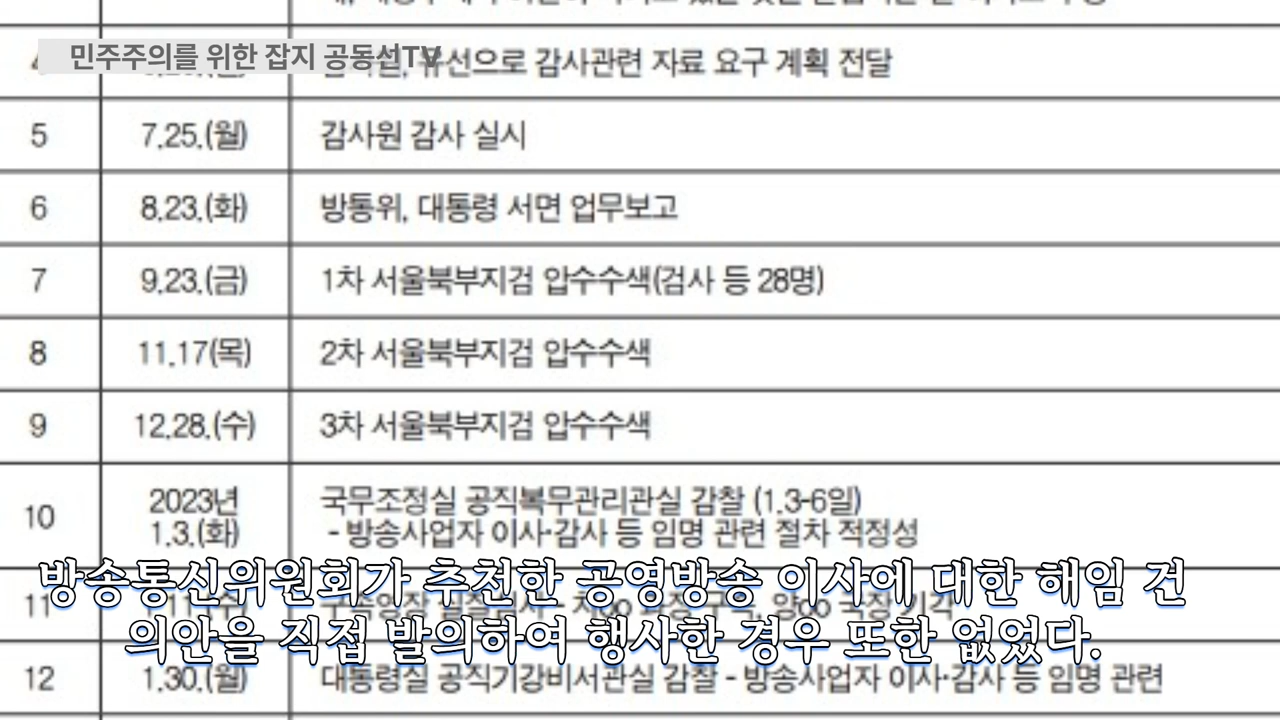 민주주의를 위한 잡지 공동선TV
유선으로 감사관련 자료 요구 계획 전달
5 7.25.(월) 감사원 감사 실시
6 8.23.(화) 방통위, 대통령 서면 업무보고
7 9.23.(금) 1차 서울북부지검 압수수색(검사 등 28명)
8 11.17(목) 2차 서울북부지검 압수수색
9 12.28.(수) 3차 서울북부지검 압수수색
10 2023년 1.3.(화) 국무조정실 공직복무관리관실 감찰 (1.3-6일)
- 방송사업자 이사·감사 등 임명 관련 절차 적정성
방송통신위원회가 추천한 공영방송 이사에 대한 해임 건
11
의안을 직접 발의하여 행사한 경우 또한 없었다.
12 1.30.(월) 대통령실 공직기강비서관실 감찰 - 방송사업자 이사·감사 등 임명 관련